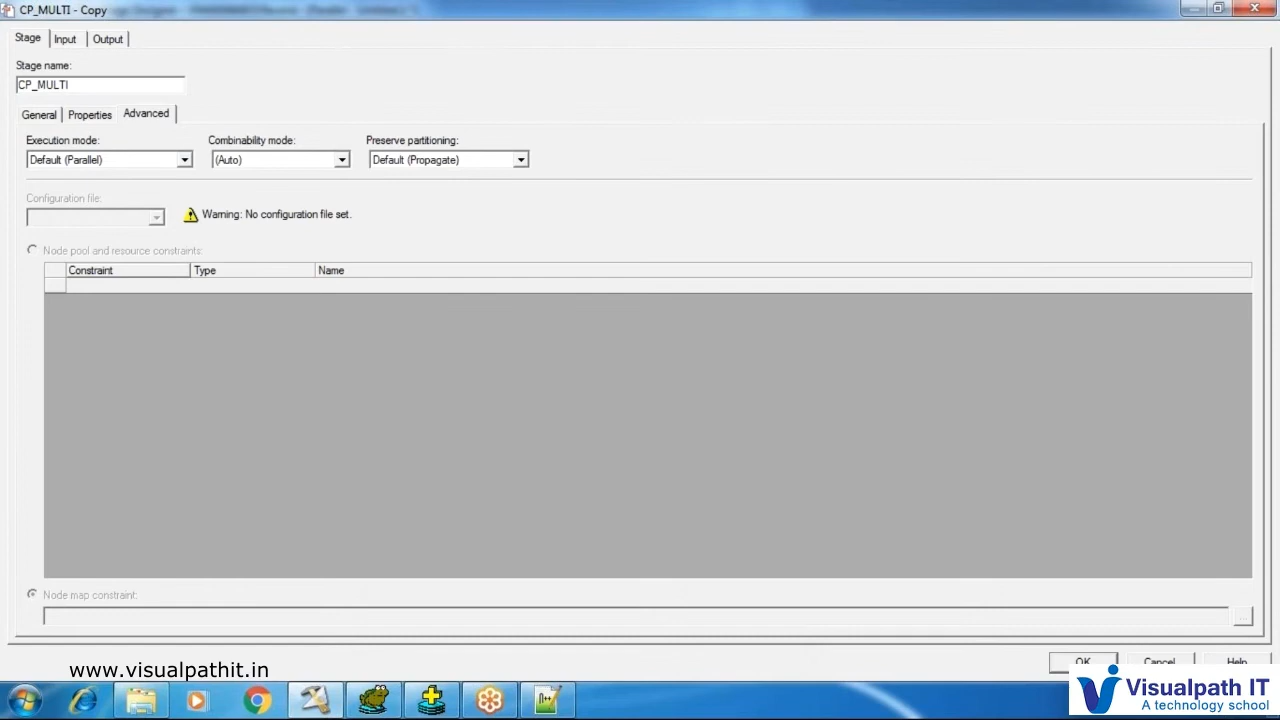 CP_MULTI - Copy
Stage Input Output
Stage name:
CP_MULTI
General Properties Advanced
Execution mode: Combinability mode: Preserve partitioning:
Default (Parallel) (Auto) Default (Propagate)
Configuration file:
Warning: No configuration file set.
Node pool and resource constraints:
Constraint Type Name
Node map constraint:
...
OK Cancel Help
www.visualpathit.in
Visualpath IT
A technology school